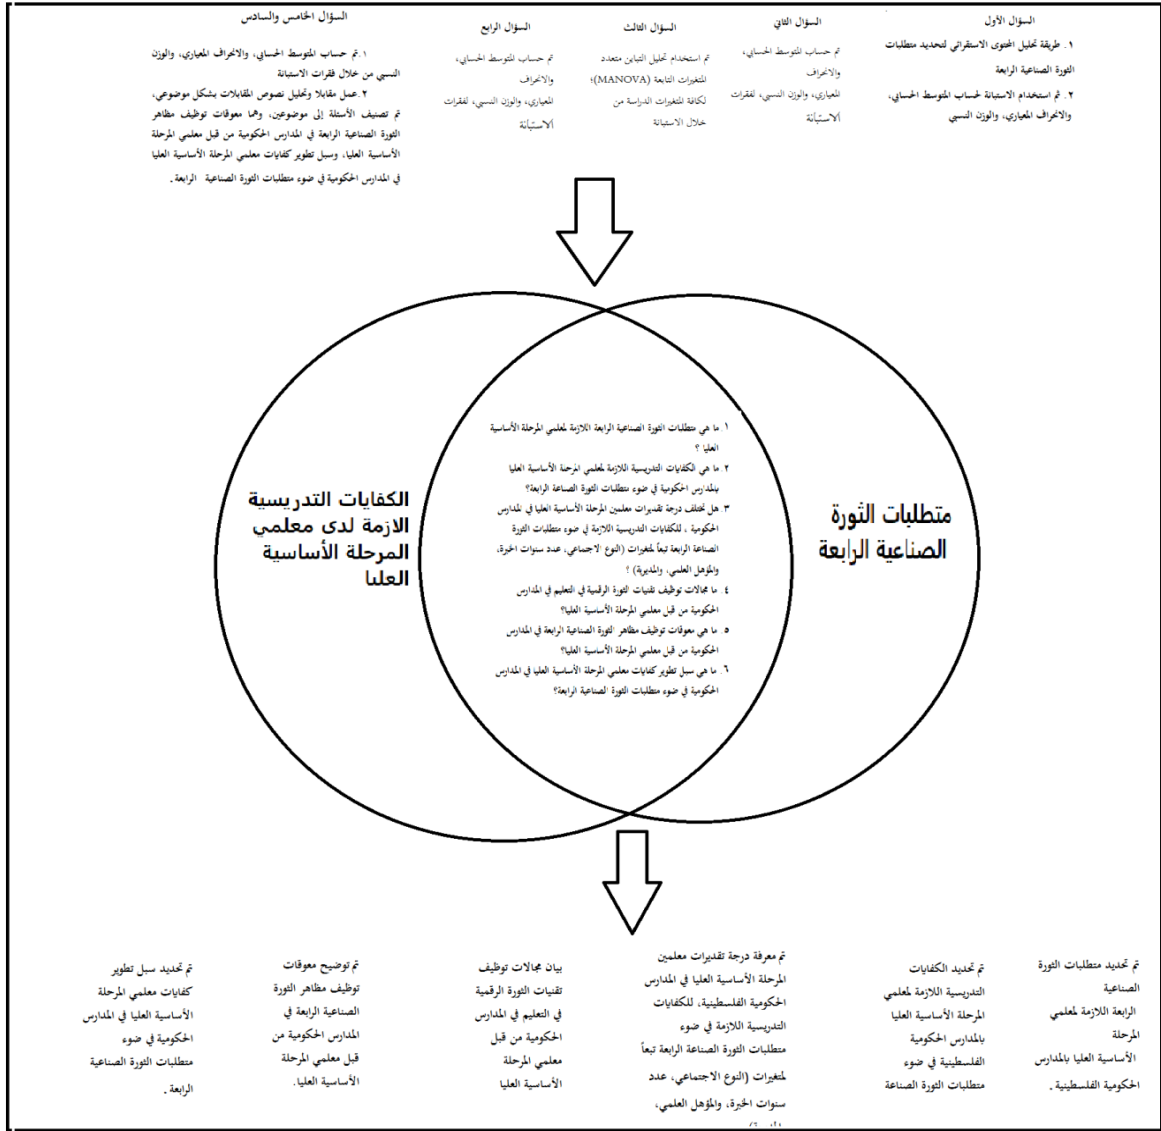 السؤال الأول
١. طريقة تحليل المحتوى الاستقرائي لتحديد متطلبات
الثورة الصناعية الرابعة
٢. تم استخدام الاستبانة لحساب المتوسط الحسابي،
والانحراف المعياري، والوزن النسبي
السؤال الثاني
تم حساب المتوسط الحسابي،
والانحراف
المعياري، والوزن النسبي، لفقرات
الاستبانة
السؤال الثالث
تم استخدام تحليل التباين متعدد
المتغيرات التابعة (MANOVA)؛
لكافة المتغيرات الدراسة من
خلال الاستبانة
السؤال الرابع
تم حساب المتوسط الحسابي،
والانحراف
المعياري، والوزن النسبي، لفقرات
الاستبانة
السؤال الخامس والسادس
١.تم حساب المتوسط الحسابي، والانحراف المعياري، والوزن
النسبي من خلال فقرات الاستبانة
٢.عمل مقابلا وتحليل نصوص المقابلات بشكل موضوعي،
تم تصنيف الأسئلة إلى موضوعين، وهما معوقات توظيف مظاهر
الثورة الصناعية الرابعة في المدارس الحكومية من قبل معلمي المرحلة
الأساسية العليا، وسبل تطوير كفايات معلمي المرحلة الأساسية العليا
في المدارس الحكومية في ضوء متطلبات الثورة الصناعية الرابعة.
متطلبات الثورة
الصناعية الرابعة
١. ما هي متطلبات الثورة الصناعية الرابعة اللازمة لمعلمي المرحلة الأساسية
العليا ؟
٢. ما هي الكفايات التدريسية اللازمة لمعلمي المرحلة الأساسية العليا
بالمدارس الحكومية في ضوء متطلبات الثورة الصناعة الرابعة؟
٣. هل تختلف درجة تقديرات معلمين المرحلة الأساسية العليا في المدارس
الحكومية ، للكفايات التدريسية اللازمة في ضوء متطلبات الثورة
الصناعة الرابعة تبعاً لمتغيرات (النوع الاجتماعي، عدد سنوات الخبرة،
والمؤهل العلمي، والمديرية) ؟
٤. ما مجالات توظيف تقنيات الثورة الرقمية في التعليم في المدارس
الحكومية من قبل معلمي المرحلة الأساسية العليا؟
٥. ما هي معوقات توظيف مظاهر الثورة الصناعية الرابعة في المدارس
الحكومية من قبل معلمي المرحلة الأساسية العليا؟
٦. ما هي سبل تطوير كفايات معلمي المرحلة الأساسية العليا في المدارس
الحكومية في ضوء متطلبات الثورة الصناعية الرابعة؟
الكفايات التدريسية
الازمة لدى معلمي
المرحلة الأساسية
العليا
تم تحديد متطلبات الثورة
الصناعية
الرابعة اللازمة لمعلمي
المرحلة
الأساسية العليا بالمدارس
الحكومية الفلسطينية .
تم تحديد الكفايات
التدريسية اللازمة لمعلمي
المرحلة الأساسية العليا
بالمدارس الحكومية
الفلسطينية في ضوء
متطلبات الثورة الصناعة
تم معرفة درجة تقديرات معلمين
المرحلة الأساسية العليا في المدارس
الحكومية الفلسطينية، للكفايات
التدريسية اللازمة في ضوء
متطلبات الثورة الصناعة الرابعة تبعاً
لمتغيرات (النوع الاجتماعي، عدد
سنوات الخبرة، والمؤهل العلمي،
بيان مجالات توظيف
تقنيات الثورة الرقمية
في التعليم في المدارس
الحكومية من قبل
معلمي المرحلة
الأساسية العليا
تم توضيح معوقات
توظيف مظاهر الثورة
الصناعية الرابعة في
المدارس الحكومية من
قبل معلمي المرحلة
الأساسية العليا.
تم تحديد سبل تطوير
كفايات معلمي المرحلة
الأساسية العليا في المدارس
الحكومية في ضوء
متطلبات الثورة الصناعية
الرابعة .